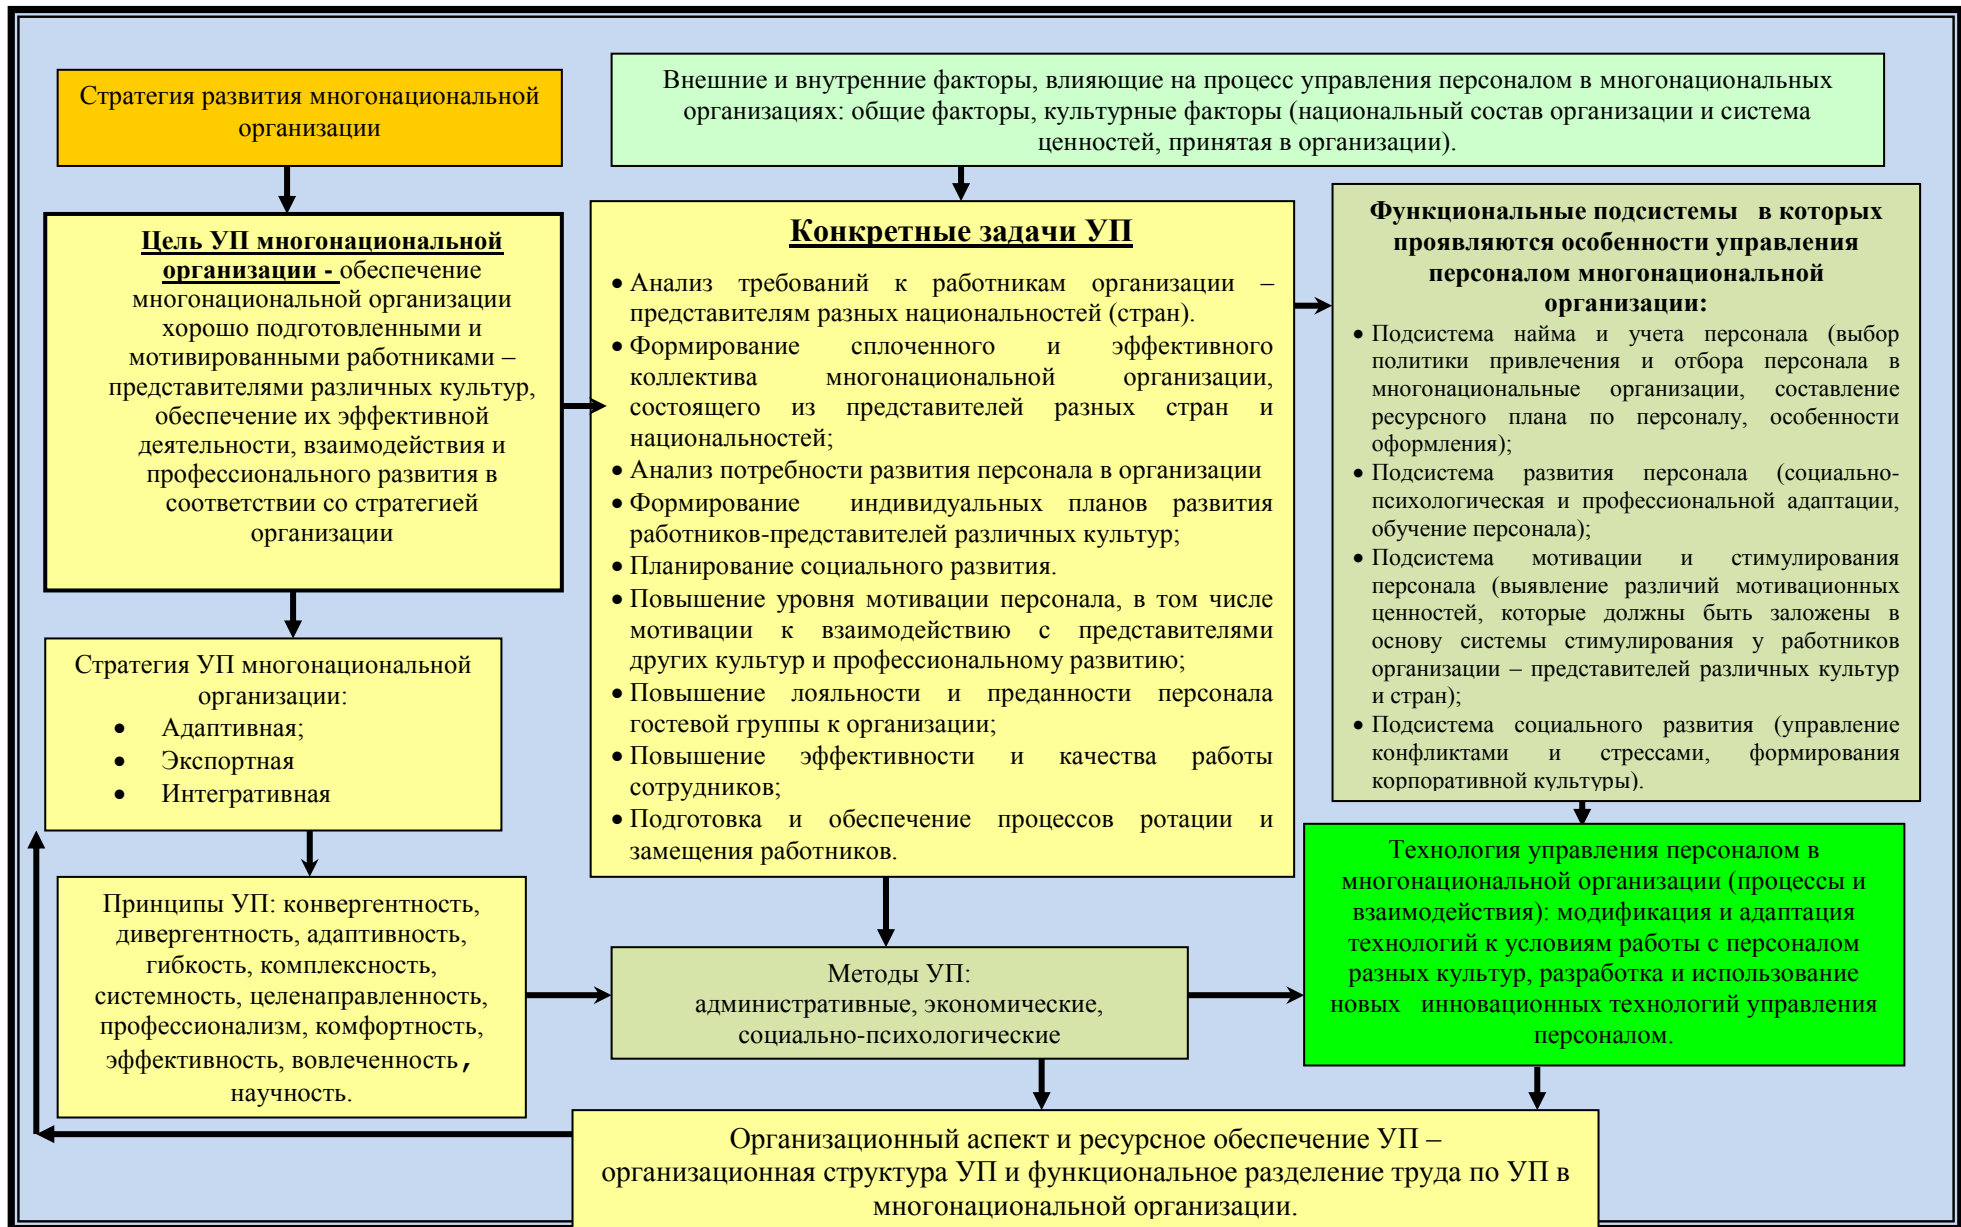 Стратегия развития многонациональной
организации
Внешние и внутренние факторы, влияющие на процесс управления персоналом в многонациональных
организациях: общие факторы, культурные факторы (национальный состав организации и система
ценностей, принятая в организации).
Цель УП многонациональной
организации - обеспечение
многонациональной организации
хорошо подготовленными и
мотивированными работниками –
представителями различных культур,
обеспечение их эффективной
деятельности, взаимодействия и
профессионального развития в
соответствии со стратегией
организации
Конкретные задачи УП
• Анализ требований к работникам организации –
представителям разных национальностей (стран).
• Формирование сплоченного и эффективного
коллектива многонациональной организации,
состоящего из представителей разных стран и
национальностей;
• Анализ потребности развития персонала в организации
• Формирование индивидуальных планов развития
работников-представителей различных культур;
• Планирование социального развития.
• Повышение уровня мотивации персонала, в том числе
мотивации к взаимодействию с представителями
других культур и профессиональному развитию;
• Повышение лояльности и преданности персонала
гостевой группы к организации;
• Повышение эффективности и качества работы
сотрудников;
• Подготовка и обеспечение процессов ротации и
замещения работников.
Функциональные подсистемы в которых
проявляются особенности управления
персоналом многонациональной
организации:
• Подсистема найма и учета персонала (выбор
политики привлечения и отбора персонала в
многонациональные организации, составление
ресурсного плана по персоналу, особенности
оформления);
• Подсистема развития персонала (социально-
психологическая и профессиональной адаптации,
обучение персонала);
• Подсистема мотивации и стимулирования
персонала (выявление различий мотивационных
ценностей, которые должны быть заложены в
основу системы стимулирования у работников
организации – представителей различных культур
и стран);
• Подсистема социального развития (управление
конфликтами и стрессами, формирования
корпоративной культуры).
Стратегия УП многонациональной
организации:
• Адаптивная;
• Экспортная
• Интегративная
Принципы УП: конвергентность,
дивергентность, адаптивность,
гибкость, комплексность,
системность, целенаправленность,
профессионализм, комфортность,
эффективность, вовлеченность,
научность.
Методы УП:
административные, экономические,
социально-психологические
Технология управления персоналом в
многонациональной организации (процессы и
взаимодействия): модификация и адаптация
технологий к условиям работы с персоналом
разных культур, разработка и использование
новых инновационных технологий управления
персоналом.
Организационный аспект и ресурсное обеспечение УП –
организационная структура УП и функциональное разделение труда по УП в
многонациональной организации.